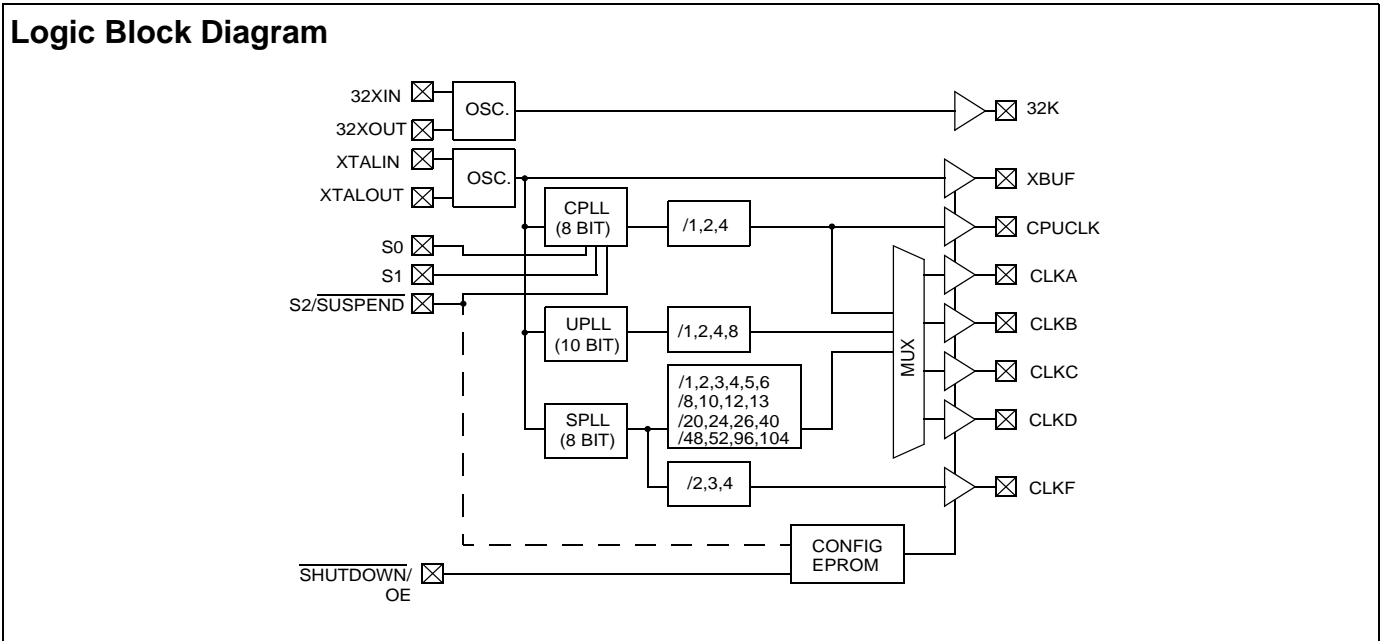 Logic Block Diagram
32XIN
OSC.
32K
32XOUT
XTALIN
OSC.
XBUF
XTALOUT
CPLL
(8 BIT)
/1,2,4
CPUCLK
S0
S1
CLKA
S2/SUSPEND
UPLL
(10 BIT)
/1,2,4,8
MUX
CLKB
CLKC
/1,2,3,4,5,6
/8,10,12,13
/20,24,26,40
/48,52,96,104
SPLL
(8 BIT)
CLKD
/2,3,4
CLKF
CONFIG
EPROM
SHUTDOWN/
OE